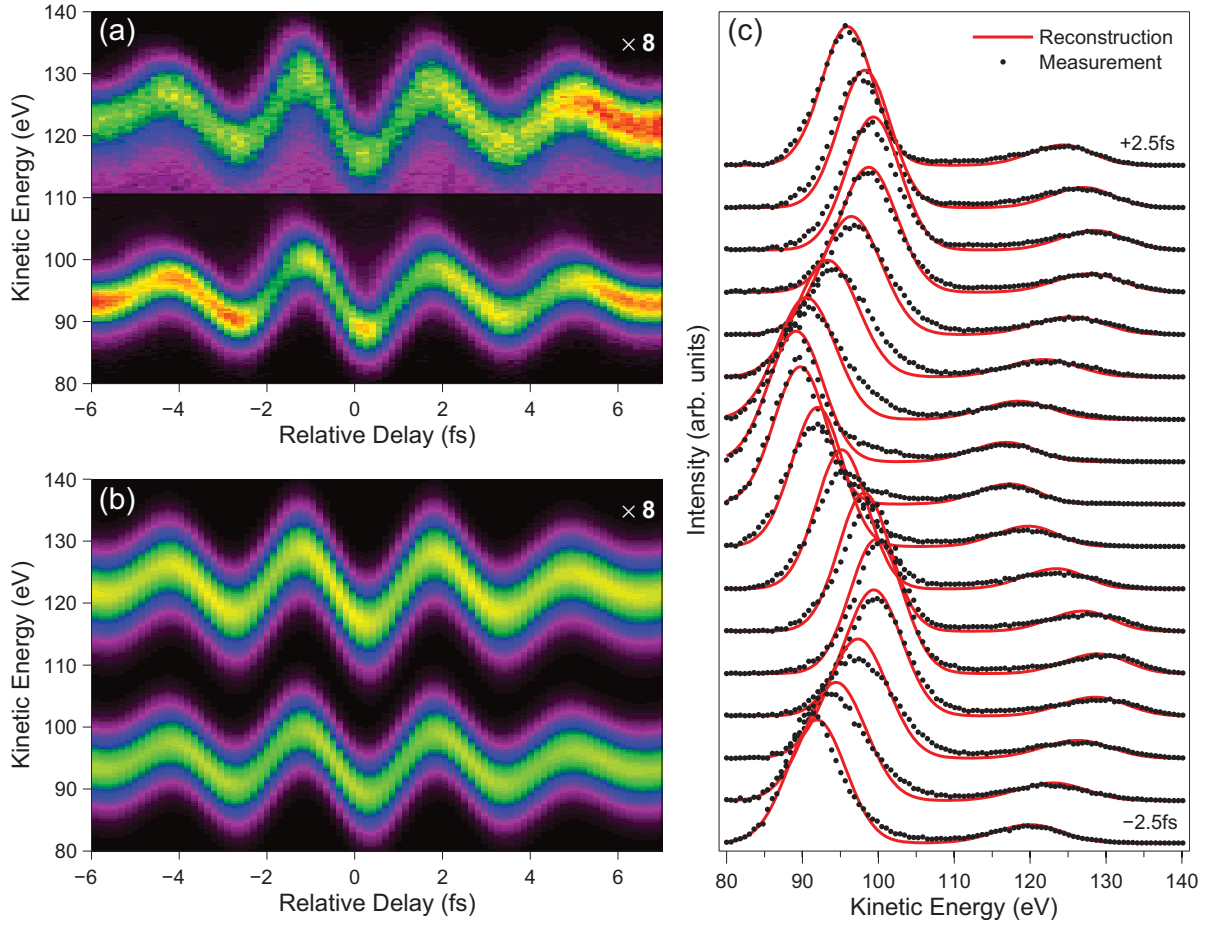 (a)
× 8
140
130
120
110
100
90
80
Kinetic Energy (eV)
−6
−4
−2
0
2
4
6
Relative Delay (fs)
(b)
× 8
140
130
120
110
100
90
80
Kinetic Energy (eV)
−6
−4
−2
0
2
4
6
Relative Delay (fs)
(c)
Reconstruction
Measurement
+2.5fs
−2.5fs
Intensity (arb. units)
80
90
100
110
120
130
140
Kinetic Energy (eV)